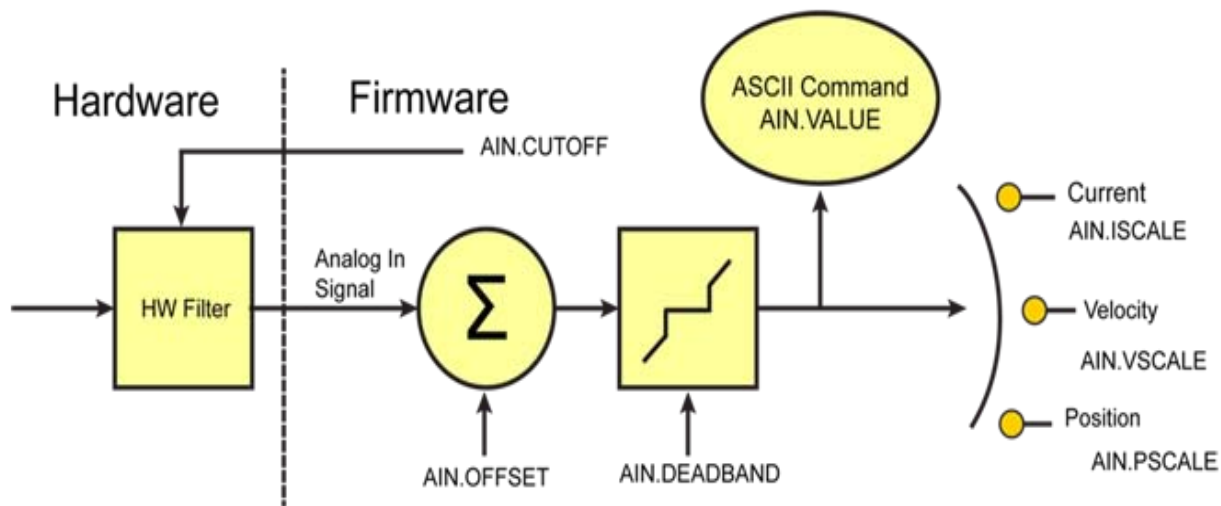 Hardware
Firmware
ASCII Command
AIN.VALUE
AIN.CUTOFF
HW Filter
Analog In
Signal
Σ
AIN.OFFSET
AIN.DEADBAND
Current
AIN.ISCALE
Velocity
AIN.VSCALE
Position
AIN.PSCALE